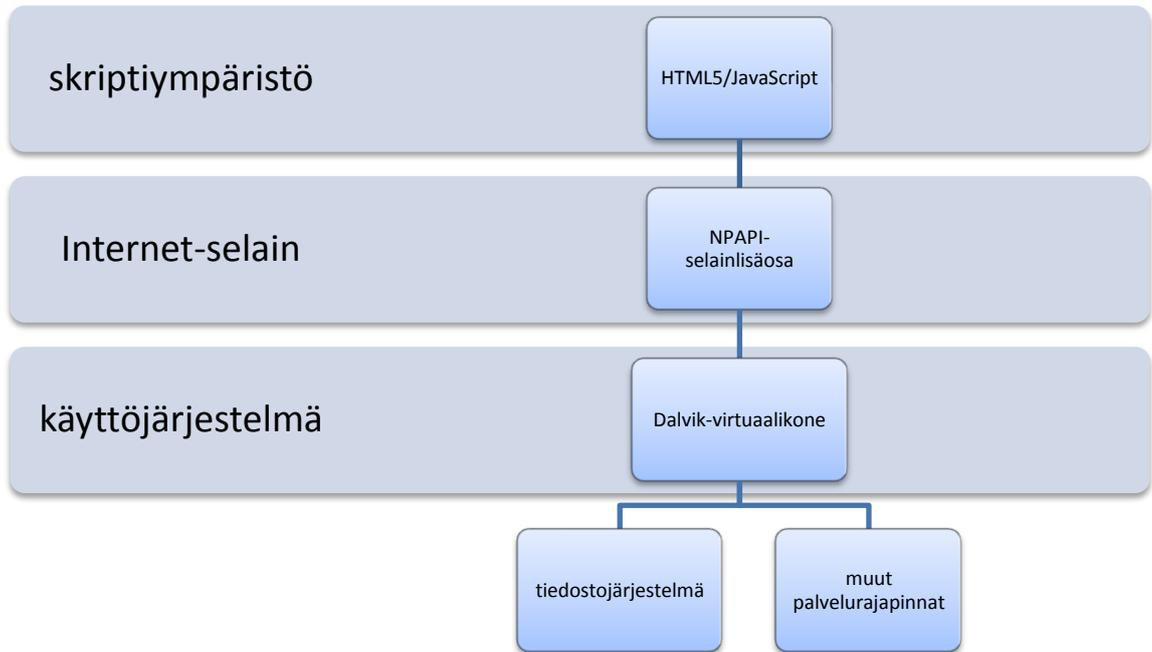 skriptiympäristö
HTML5/JavaScript
Internet-selain
NPAPI-
selainlisäosa
käyttöjärjestelmä
Dalvik-virtuaalikone
tiedostojärjestelmä
muut
palvelurajapinnat